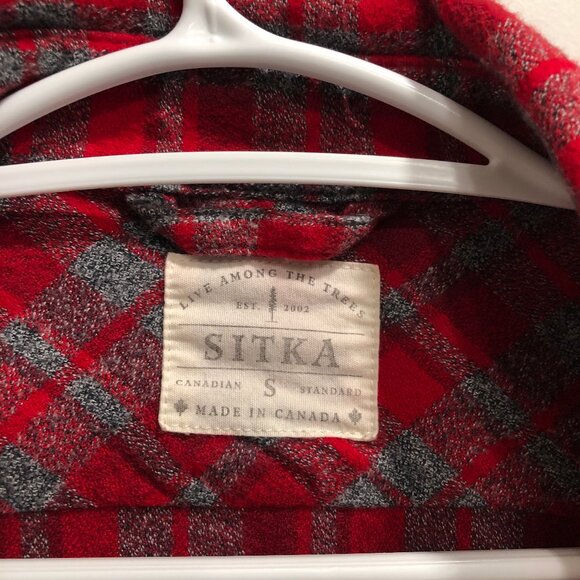 LIVE AMONG THE TREES
EST. 2002
SITKA
CANADIAN S STANDARD
MADE IN CANADA